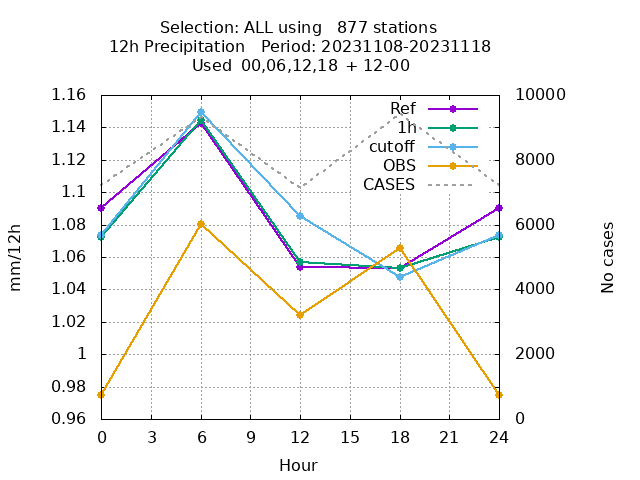 Selection: ALL using   877 stations
12h Precipitation   Period: 20231108-20231118
Used  00,06,12,18 + 12-00
1.16
1.14
1.12
1.1
1.08
1.06
1.04
1.02
1
0.98
0.96
mm/12h
10000
8000
6000
4000
2000
0
No cases
Ref
1h
cutoff
OBS
CASES
0 3 6 9 12 15 18 21 24
Hour